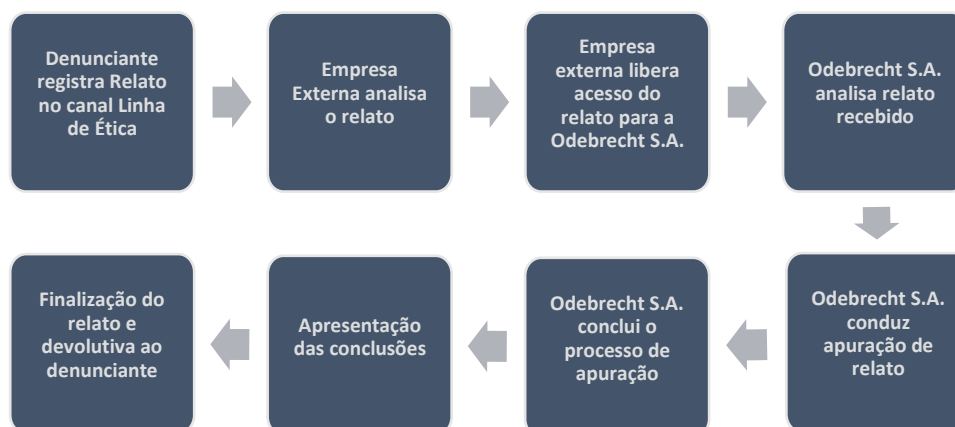 Denunciante
registra Relato
no canal Linha
de Ética
Empresa
Externa analisa
o relato
Empresa
externa libera
acesso do
relato para a
Odebrecht S.A.
Odebrecht S.A.
analisa relato
recebido
Odebrecht S.A.
conduz
apuração de
relato
Odebrecht S.A.
conclui o
processo de
apuração
Apresentação
das conclusões
Finalização do
relato e
devolutiva ao
denunciante